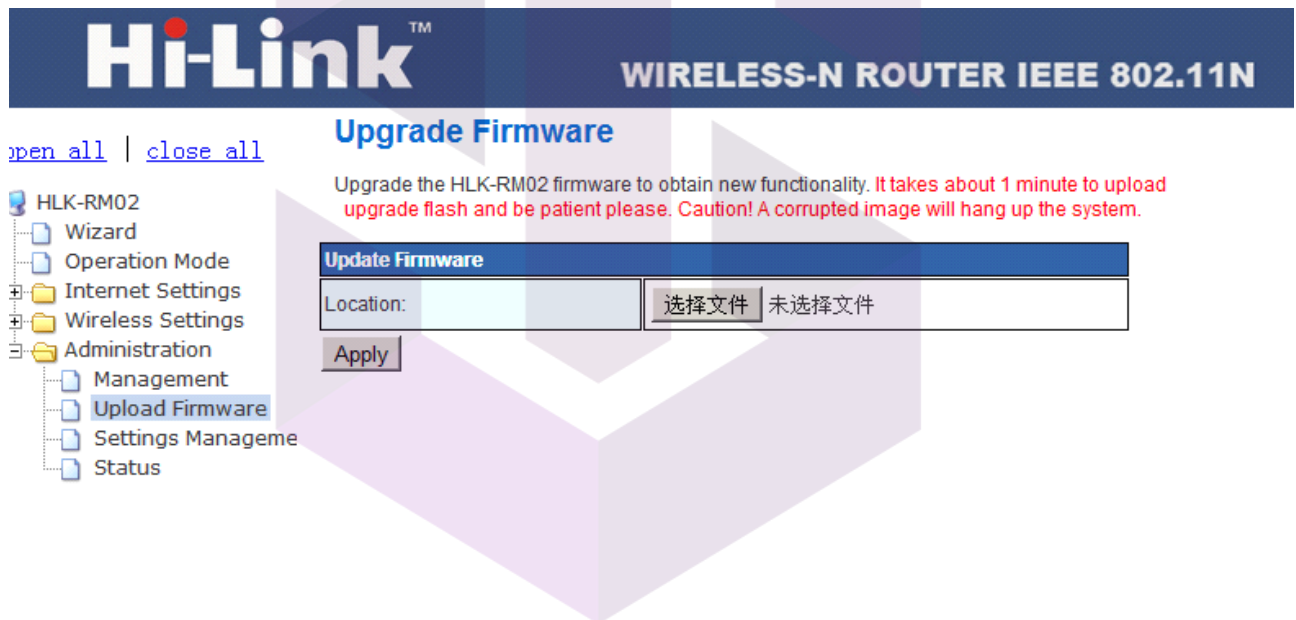 Hi-Link™
WIRELESS-N ROUTER IEEE 802.11N
open all | close all
HLK-RM02
Wizard
Operation Mode
Internet Settings
Wireless Settings
Administration
Management
Upload Firmware
Settings Manageme
Status
Upgrade Firmware
Upgrade the HLK-RM02 firmware to obtain new functionality. It takes about 1 minute to upload
upgrade flash and be patient please. Caution! A corrupted image will hang up the system.
Update Firmware
Location: 选择文件 未选择文件
Apply